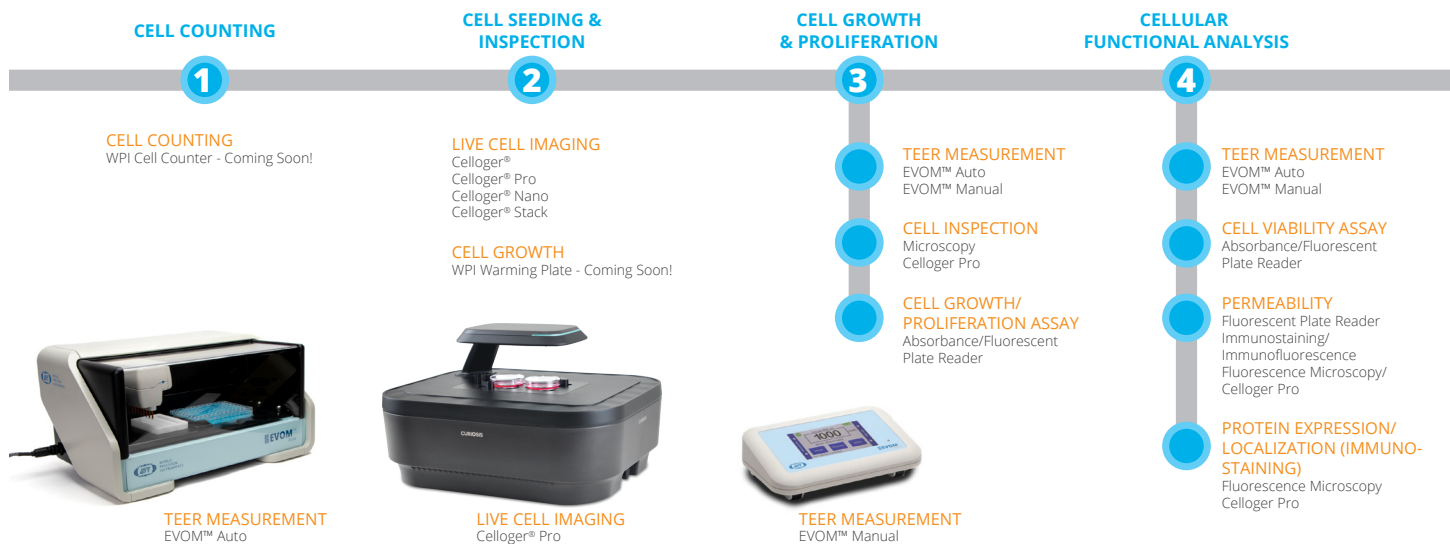 CELL COUNTING
CELL SEEDING &
INSPECTION
CELL GROWTH
& PROLIFERATION
CELLULAR
FUNCTIONAL ANALYSIS
1
2
3
4
CELL COUNTING
WPI Cell Counter - Coming Soon!
LIVE CELL IMAGING
Celloger®
Celloger® Pro
Celloger® Nano
Celloger® Stack
CELL GROWTH
WPI Warming Plate - Coming Soon!
TEER MEASUREMENT
EVOM™ Auto
EVOM™ Manual
CELL INSPECTION
Microscopy
Celloger Pro
CELL GROWTH/
PROLIFERATION ASSAY
Absorbance/Fluorescent
Plate Reader
TEER MEASUREMENT
EVOM™ Auto
EVOM™ Manual
CELL VIABILITY ASSAY
Absorbance/Fluorescent
Plate Reader
PERMEABILITY
Fluorescent Plate Reader
Immunostaining/
Immunofluorescence
Fluorescence Microscopy/
Celloger Pro
PROTEIN EXPRESSION/
LOCALIZATION (IMMUNO-
STAINING)
Fluorescence Microscopy
Celloger Pro
EVOM
WORLD
PRECISION
INSTRUMENTS
CURIOSIS
1000
EVOM
TEER MEASUREMENT
EVOM™ Auto
LIVE CELL IMAGING
Celloger® Pro
TEER MEASUREMENT
EVOM™ Manual